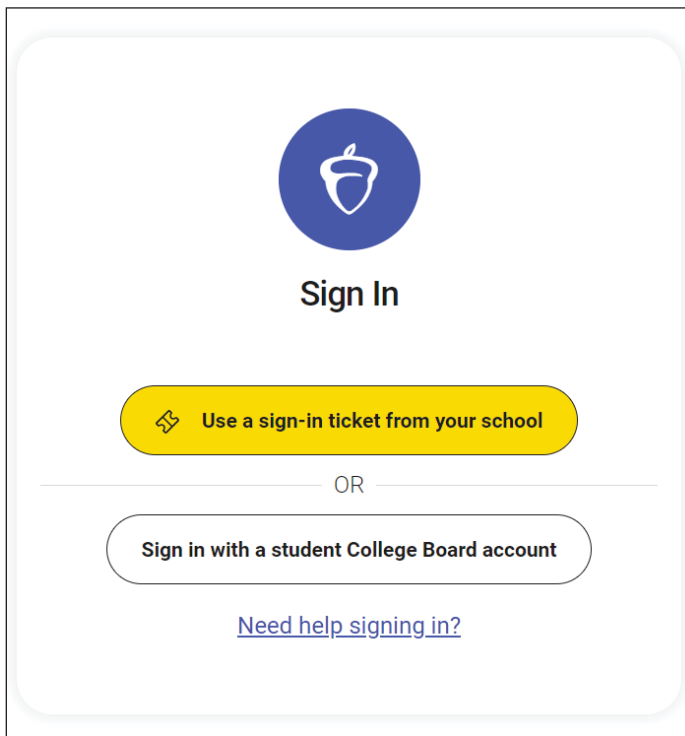 Sign In
Use a sign-in ticket from your school
OR
Sign in with a student College Board account
Need help signing in?